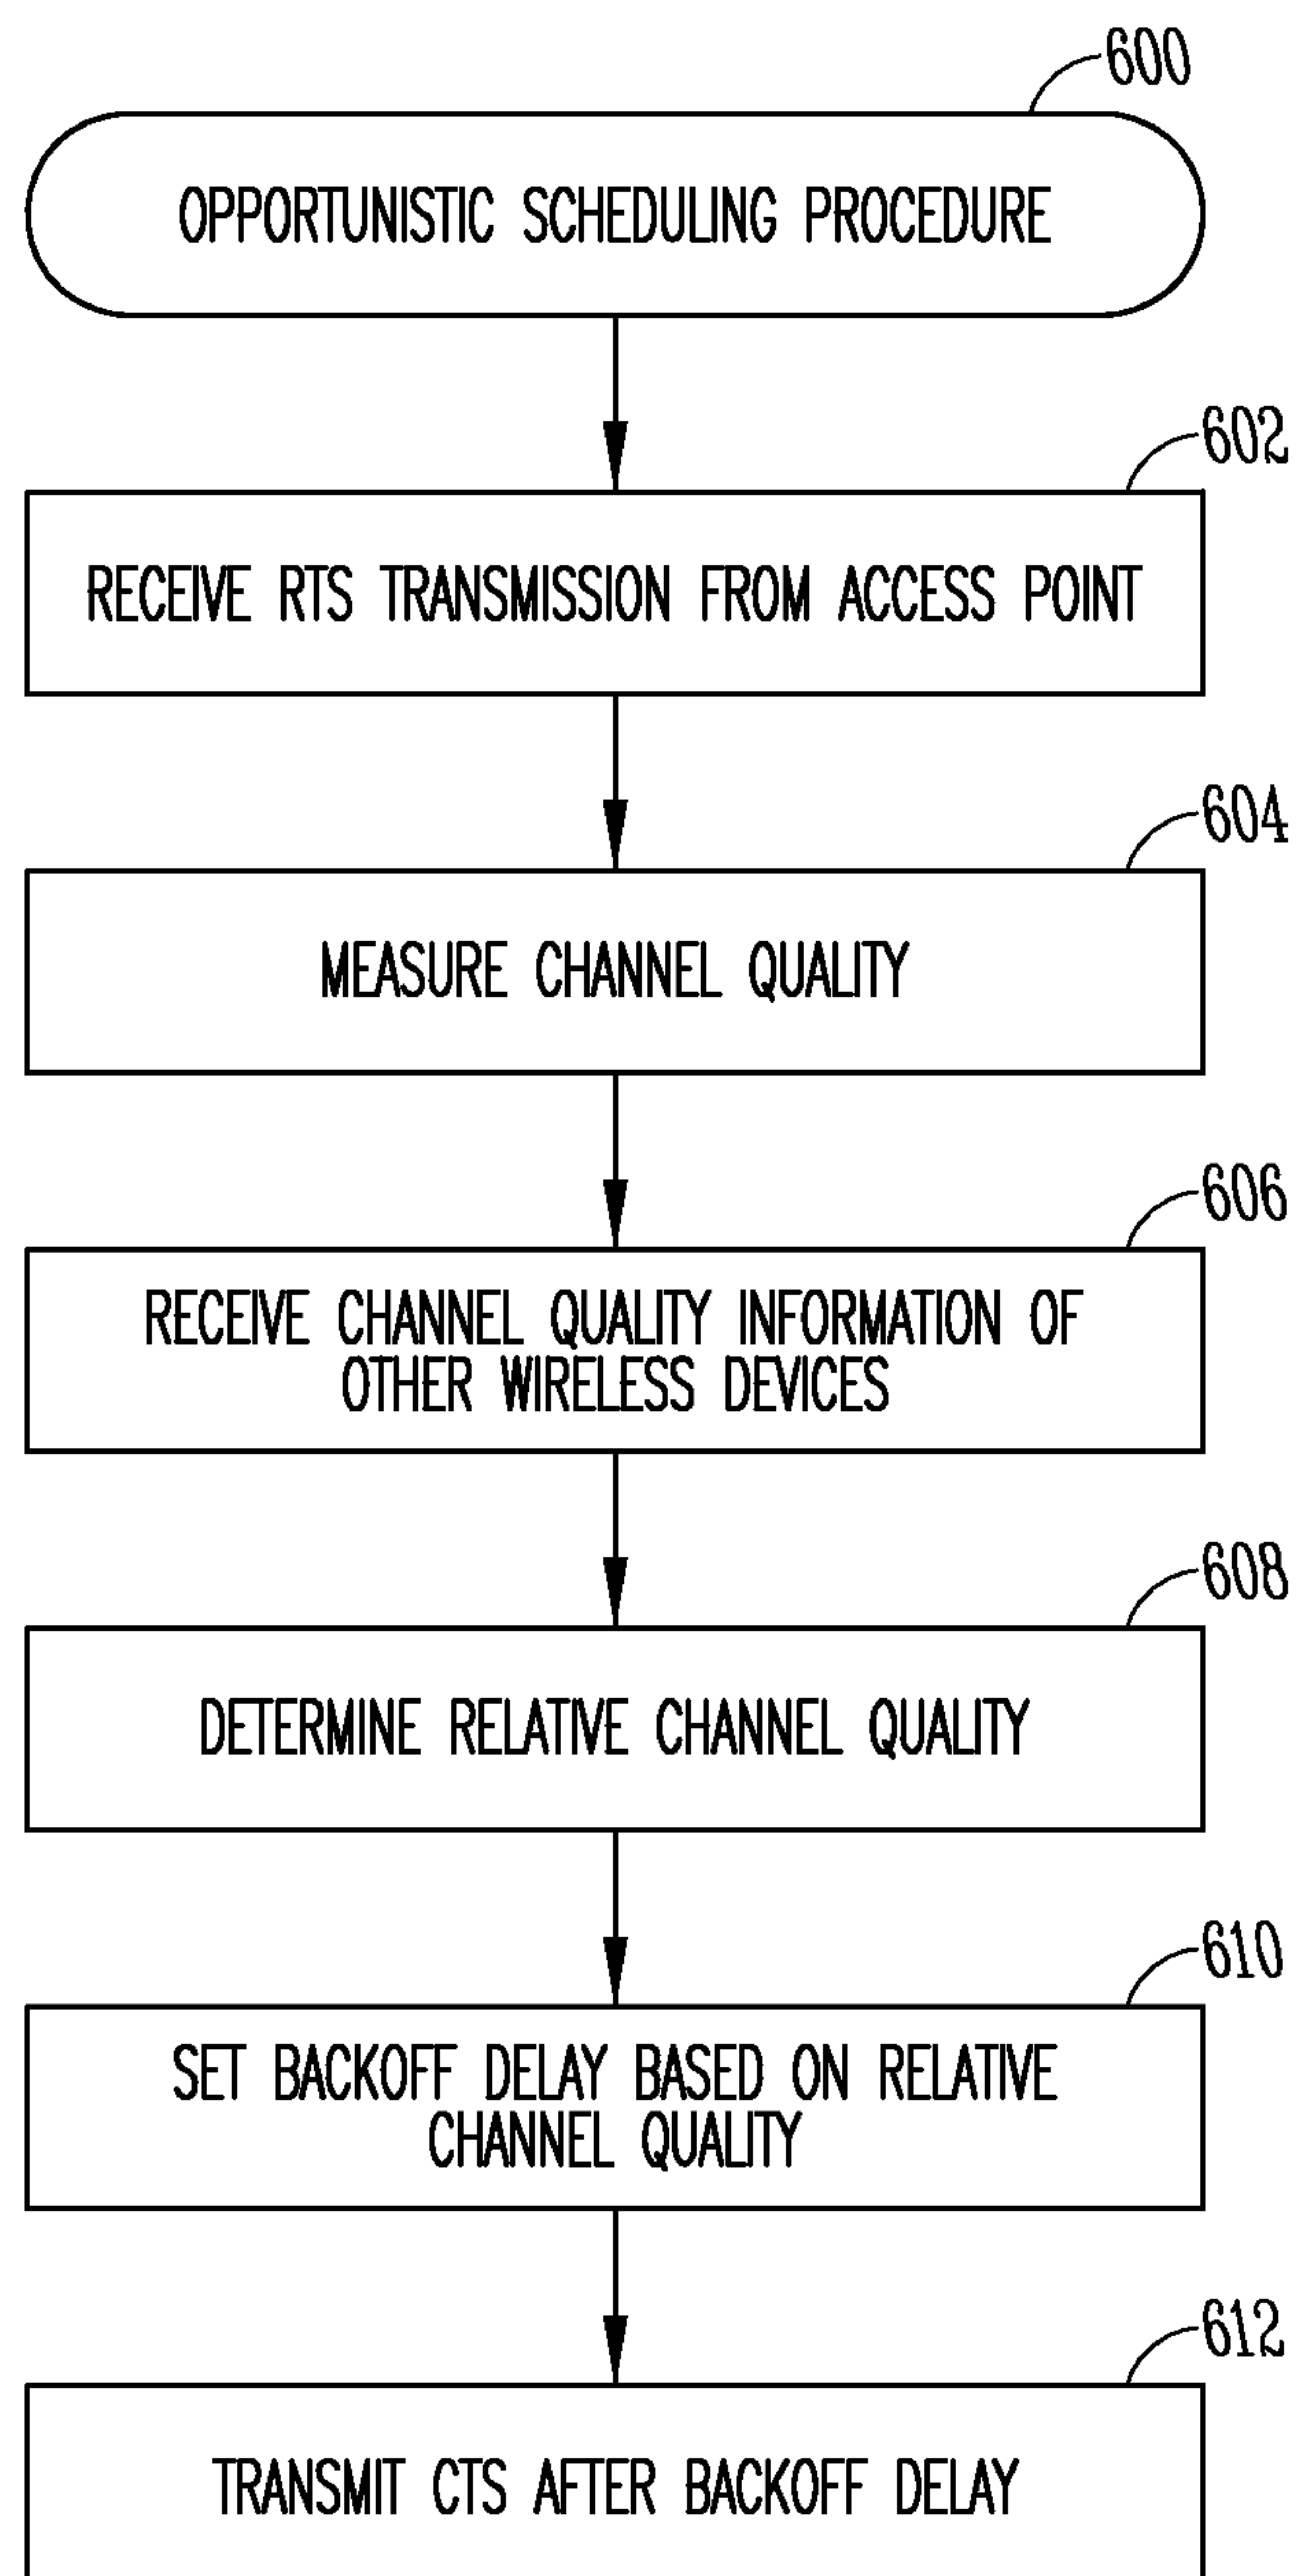 600
OPPORTUNISTIC SCHEDULING PROCEDURE
602
RECEIVE RTS TRANSMISSION FROM ACCESS POINT
604
MEASURE CHANNEL QUALITY
606
RECEIVE CHANNEL QUALITY INFORMATION OF
OTHER WIRELESS DEVICES
608
DETERMINE RELATIVE CHANNEL QUALITY
610
SET BACKOFF DELAY BASED ON RELATIVE
CHANNEL QUALITY
612
TRANSMIT CTS AFTER BACKOFF DELAY